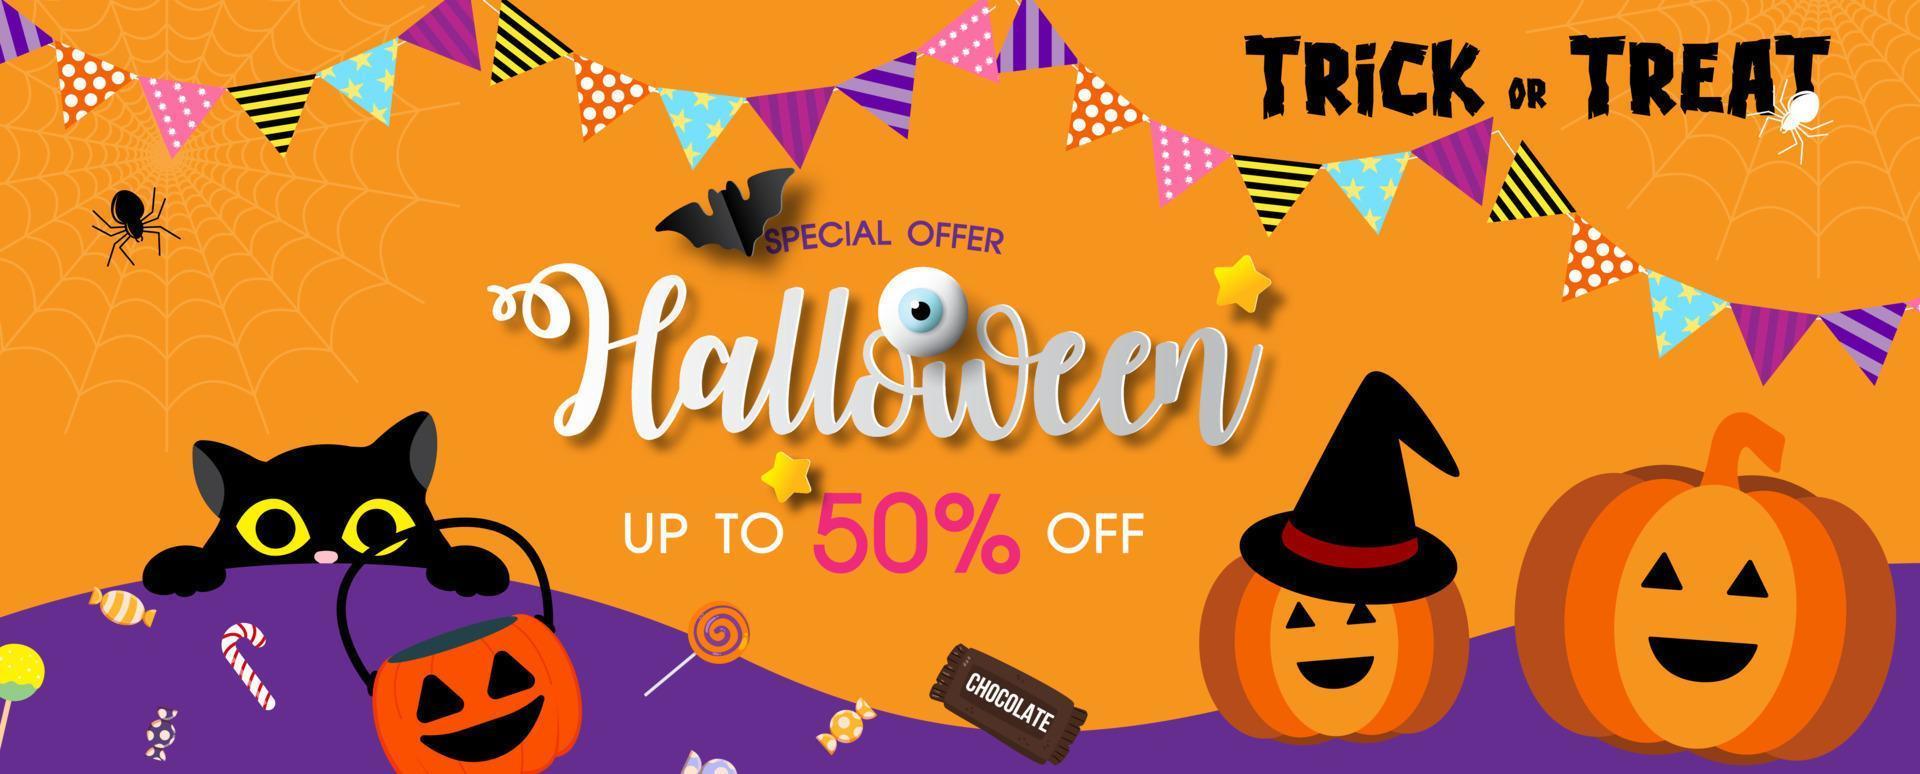 TRiCK OR TREAT
SPECIAL OFFER
Halloween
UP TO 50% OFF
CHOCOLATE